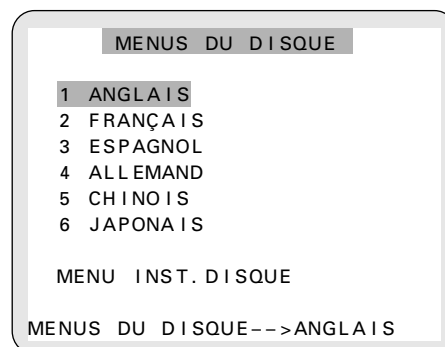 MENUS DU DISQUE
1 ANGLAIS
2 FRANÇAIS
3 ESPAGNOL
4 ALLEMAND
5 CHINOIS
6 JAPONAIS
MENU INST. DISQUE
MENUS DU DISQUE-->ANGLAIS